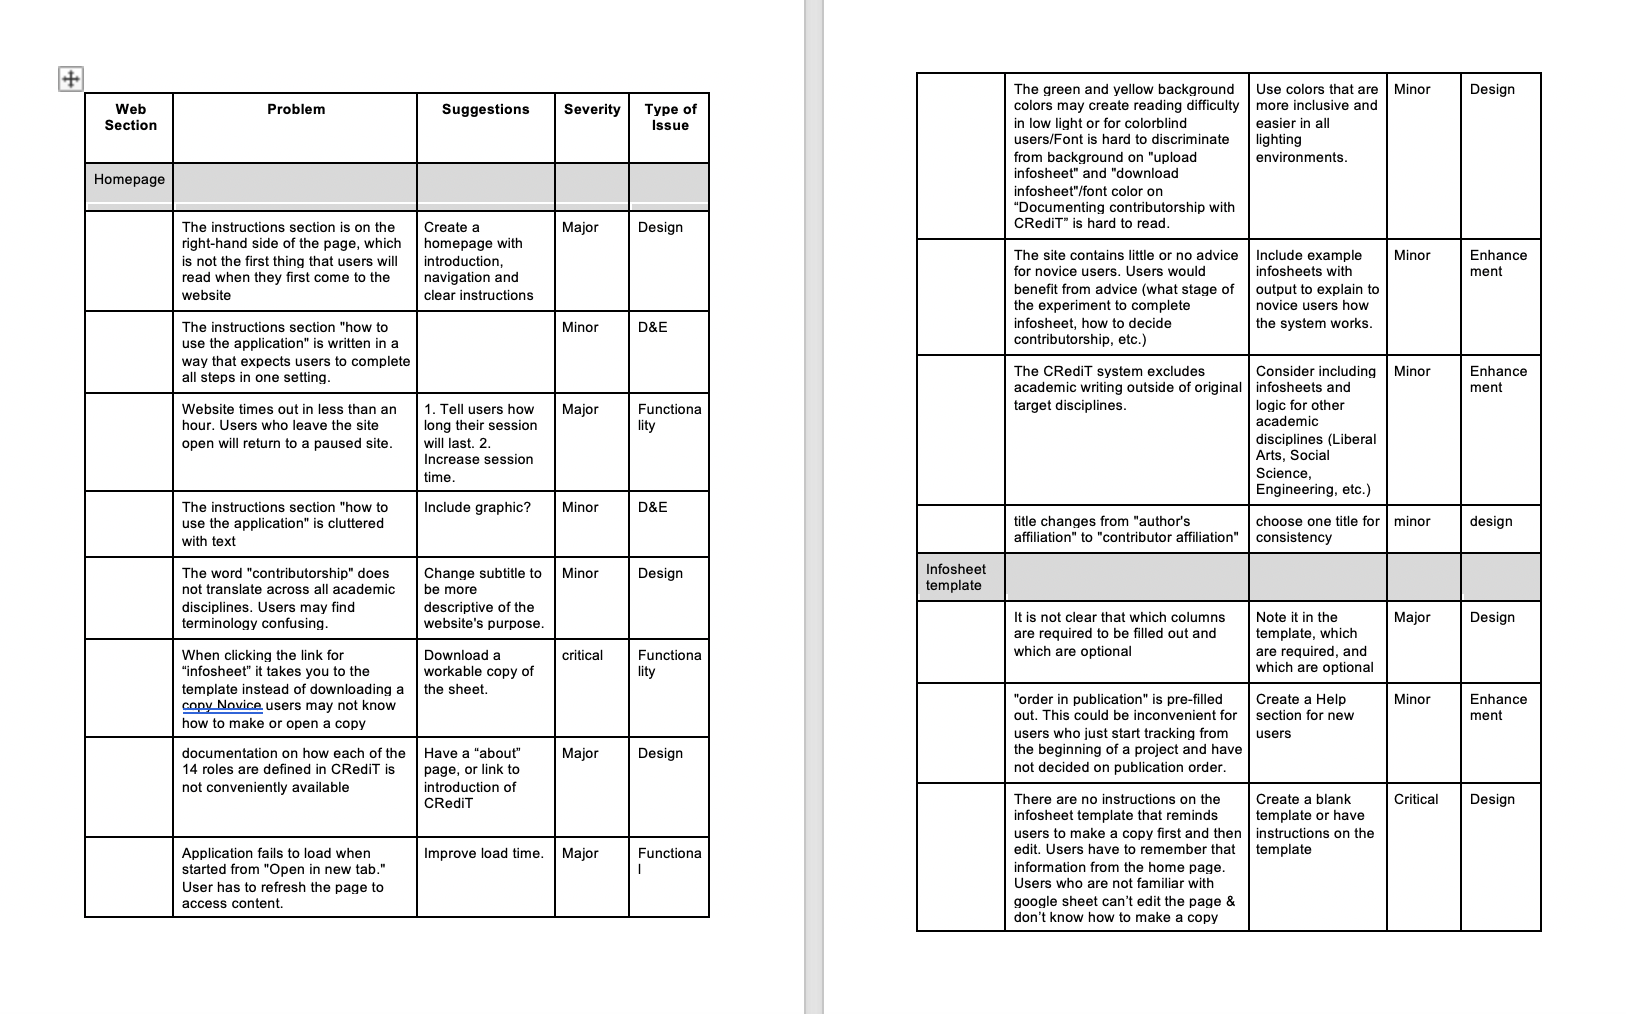 Web Section Problem Suggestions Severity Type of Issue
Homepage
The instructions section is on the
right-hand side of the page, which
is not the first thing that users will
read when they first come to the
website
Create a
homepage with
introduction,
navigation and
clear instructions
Major
Design
The instructions section "how to
use the application" is written in a
way that expects users to complete
all steps in one setting.
Minor
D&E
Website times out in less than an
hour. Users who leave the site
open will return to a paused site.
1. Tell users how
long their session
will last. 2.
Increase session
time.
Major
Functiona
lity
The instructions section "how to
use the application" is cluttered
with text
Include graphic?
Minor
D&E
The word "contributorship" does
not translate across all academic
disciplines. Users may find
terminology confusing.
Change subtitle to
be more
descriptive of the
website's purpose.
Minor
Design
When clicking the link for
“infosheet” it takes you to the
template instead of downloading a
copy Novice users may not know
how to make or open a copy
Download a
workable copy of
the sheet.
critical
Functiona
lity
documentation on how each of the
14 roles are defined in CRediT is
not conveniently available
Have a “about”
page, or link to
introduction of
CRediT
Major
Design
Application fails to load when
started from "Open in new tab."
User has to refresh the page to
access content.
Improve load time.
Major
Functiona
l
The green and yellow background
colors may create reading difficulty
in low light or for colorblind
users/Font is hard to discriminate
from background on "upload
infosheet" and "download
infosheet"/font color on
“Documenting contributorship with
CRediT” is hard to read.
Use colors that are
more inclusive and
easier in all
lighting
environments.
Minor
Design
The site contains little or no advice
for novice users. Users would
benefit from advice (what stage of
the experiment to complete
infosheet, how to decide
contributorship, etc.)
Include example
infosheets with
output to explain to
novice users how
the system works.
Minor
Enhance
ment
The CRediT system excludes
academic writing outside of original
target disciplines.
Consider including
infosheets and
logic for other
academic
disciplines (Liberal
Arts, Social
Science,
Engineering, etc.)
Minor
Enhance
ment
title changes from "author's
affiliation" to "contributor affiliation"
choose one title for
consistency
minor
design
Infosheet
template
It is not clear that which columns
are required to be filled out and
which are optional
Note it in the
template, which
are required, and
which are optional
Major
Design
"order in publication" is pre-filled
out. This could be inconvenient for
users who just start tracking from
the beginning of a project and have
not decided on publication order.
Create a Help
section for new
users
Minor
Enhance
ment
There are no instructions on the
infosheet template that reminds
users to make a copy first and then
edit. Users have to remember that
information from the home page.
Users who are not familiar with
google sheet can’t edit the page &
don’t know how to make a copy
Create a blank
template or have
instructions on the
template
Critical
Design